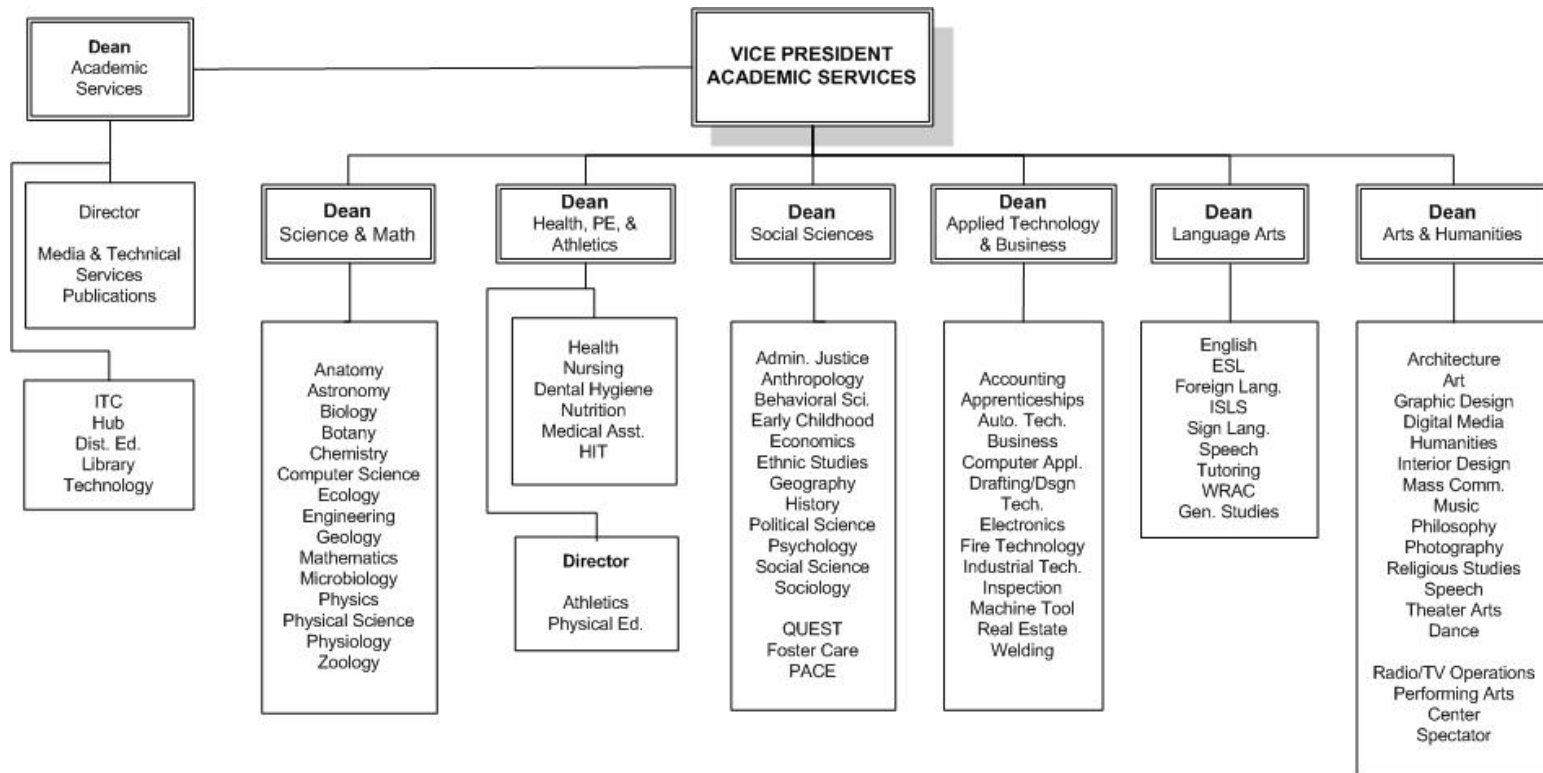 Dean
Academic
Services
VICE PRESIDENT
ACADEMIC SERVICES
Director
Media & Technical
Services
Publications
ITC
Hub
Dist. Ed.
Library
Technology
Dean
Science & Math
Anatomy
Astronomy
Biology
Botany
Chemistry
Computer Science
Ecology
Engineering
Geology
Mathematics
Microbiology
Physics
Physical Science
Physiology
Zoology
Dean
Health, PE, &
Athletics
Health
Nursing
Dental Hygiene
Nutrition
Medical Asst.
HIT
Director
Athletics
Physical Ed.
Dean
Social Sciences
Admin. Justice
Anthropology
Behavioral Sci.
Early Childhood
Economics
Ethnic Studies
Geography
History
Political Science
Psychology
Social Science
Sociology
QUEST
Foster Care
PACE
Dean
Applied Technology
& Business
Accounting
Apprenticeships
Auto. Tech.
Business
Computer Appl.
Drafting/Dsgn
Tech.
Electronics
Fire Technology
Industrial Tech.
Inspection
Machine Tool
Real Estate
Welding
Dean
Language Arts
English
ESL
Foreign Lang.
ISLS
Sign Lang.
Speech
Tutoring
WRAC
Gen. Studies
Dean
Arts & Humanities
Architecture
Art
Graphic Design
Digital Media
Humanities
Interior Design
Mass Comm.
Music
Philosophy
Photography
Religious Studies
Speech
Theater Arts
Dance
Radio/TV Operations
Performing Arts
Center
Spectator